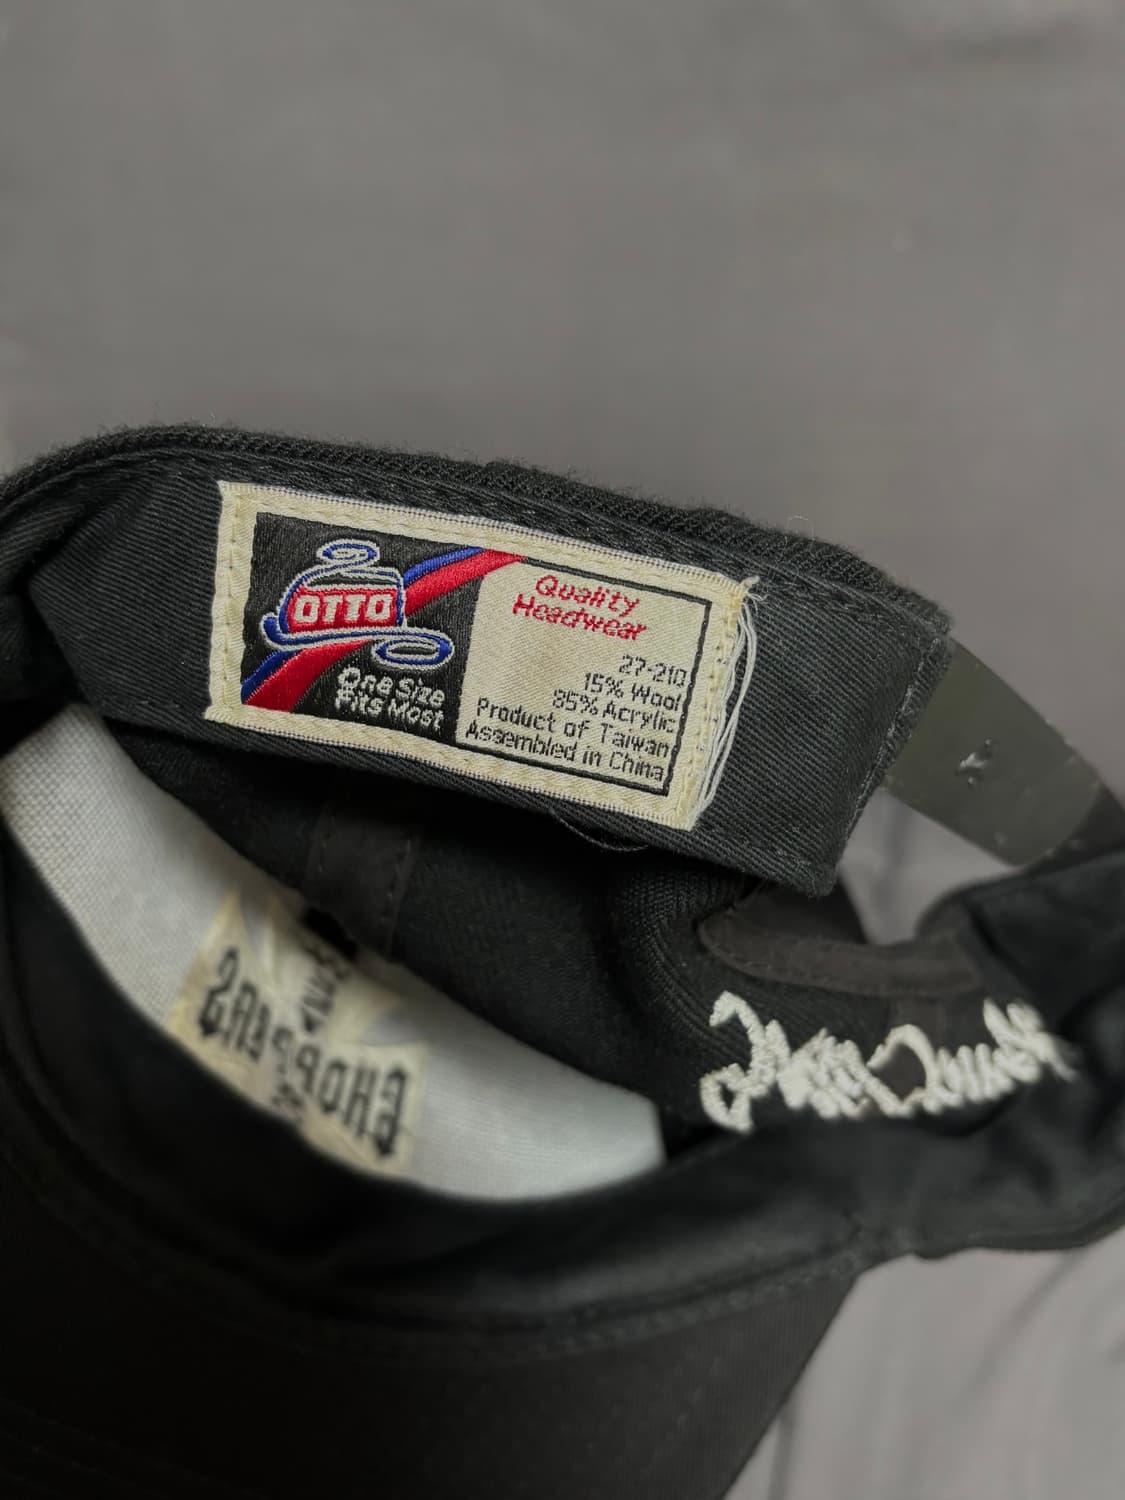 OTTO
One Size
Fits Most
Quality
Headwear
27-210
15% Wool
85% Acrylic
Product of Taiwan
Assembled in China